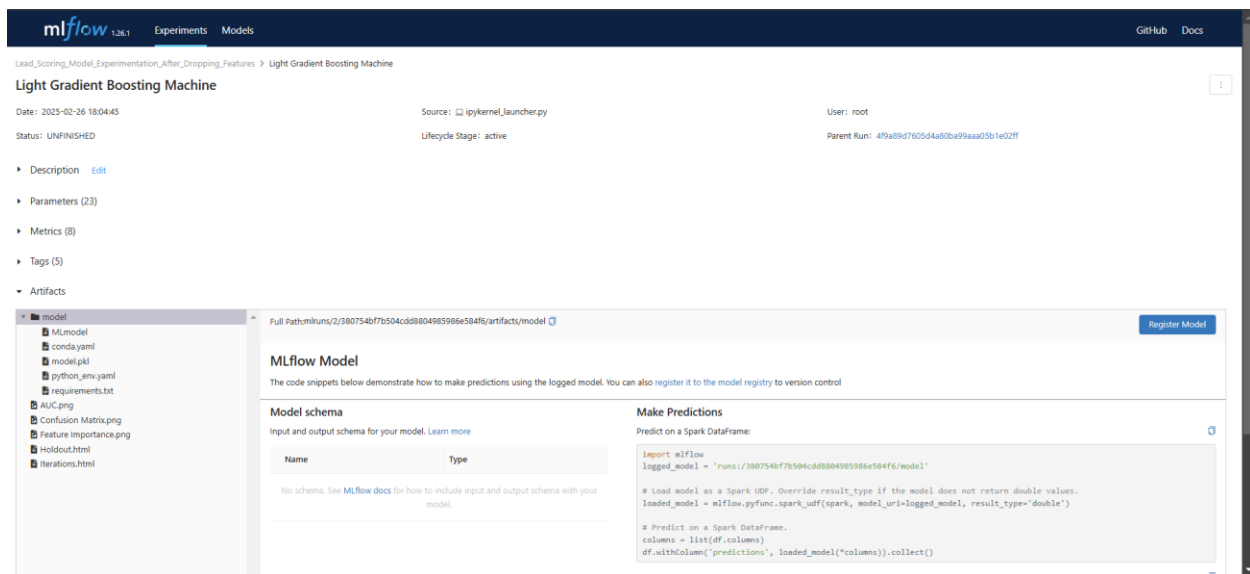 mlflow 1.26.1 Experiments Models GitHub Docs
Lead_Scoring_Model_Experimentation_After_Dropping_Features > Light Gradient Boosting Machine
Light Gradient Boosting Machine
Date: 2025-02-26 18:04:45 Source: ipykernel_launcher.py User: root
Status: UNFINISHED Lifecycle Stage: active Parent Run: 4f9a89d7605d4a80ba99aaa05b1e02ff
Description Edit
Parameters (23)
Metrics (8)
Tags (5)
Artifacts
model
MLmodel
conda.yaml
model.pkl
python_env.yaml
requirements.txt
AUC.png
Confusion Matrix.png
Feature Importance.png
Holdout.html
Iterations.html
Full Path:mlruns/2/380754bf7b504cdd8804985986e584f6/artifacts/model
Register Model
MLflow Model
The code snippets below demonstrate how to make predictions using the logged model. You can also register it to the model registry to version control
Model schema
Input and output schema for your model. Learn more
Name Type
No schema. See MLflow docs for how to include input and output schema with your
model.
Make Predictions
Predict on a Spark DataFrame:
import mlflow
logged_model = 'runs:/380754bf7b504cdd8804985986e584f6/model'
# Load model as a Spark UDF. Override result_type if the model does not return double values.
loaded_model = mlflow.pyfunc.spark_udf(spark, model_uri=logged_model, result_type='double')
# Predict on a Spark DataFrame.
columns = list(df.columns)
df.withColumn('predictions', loaded_model(*columns)).collect()